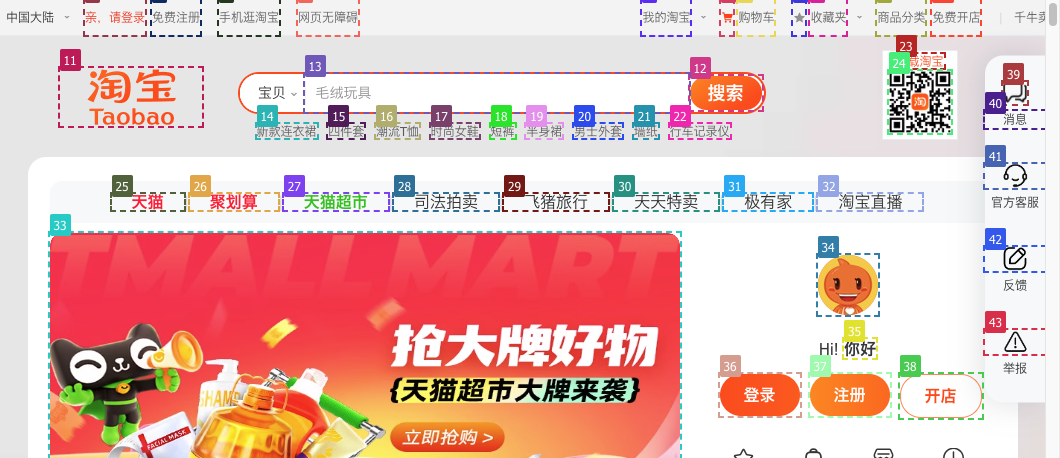 中国大陆 亲，请登录 免费注册 手机逛淘宝 网页无障碍 我的淘宝 购物车 收藏夹 商品分类 免费开店 千牛卖
11
淘宝
Taobao
宝贝 毛绒玩具 搜索
12
13
14 15 16 17 18 19 20 21 22
新款连衣裙 四件套 潮流T恤 时尚女鞋 短裤 半身裙 男士外套 墙纸 行车记录仪
23
24
淘
39
40
消息
41
官方客服
42
反馈
43
举报
25 26 27 28 29 30 31 32
天猫 聚划算 天猫超市 司法拍卖 飞猪旅行 天天特卖 极有家 淘宝直播
33
TMALL MART
抢大牌好物
{天猫超市大牌来袭}
立即抢购 >
SHAM
FACIAL MASK
34
35
Hi! 你好
36 37 38
登录 注册 开店